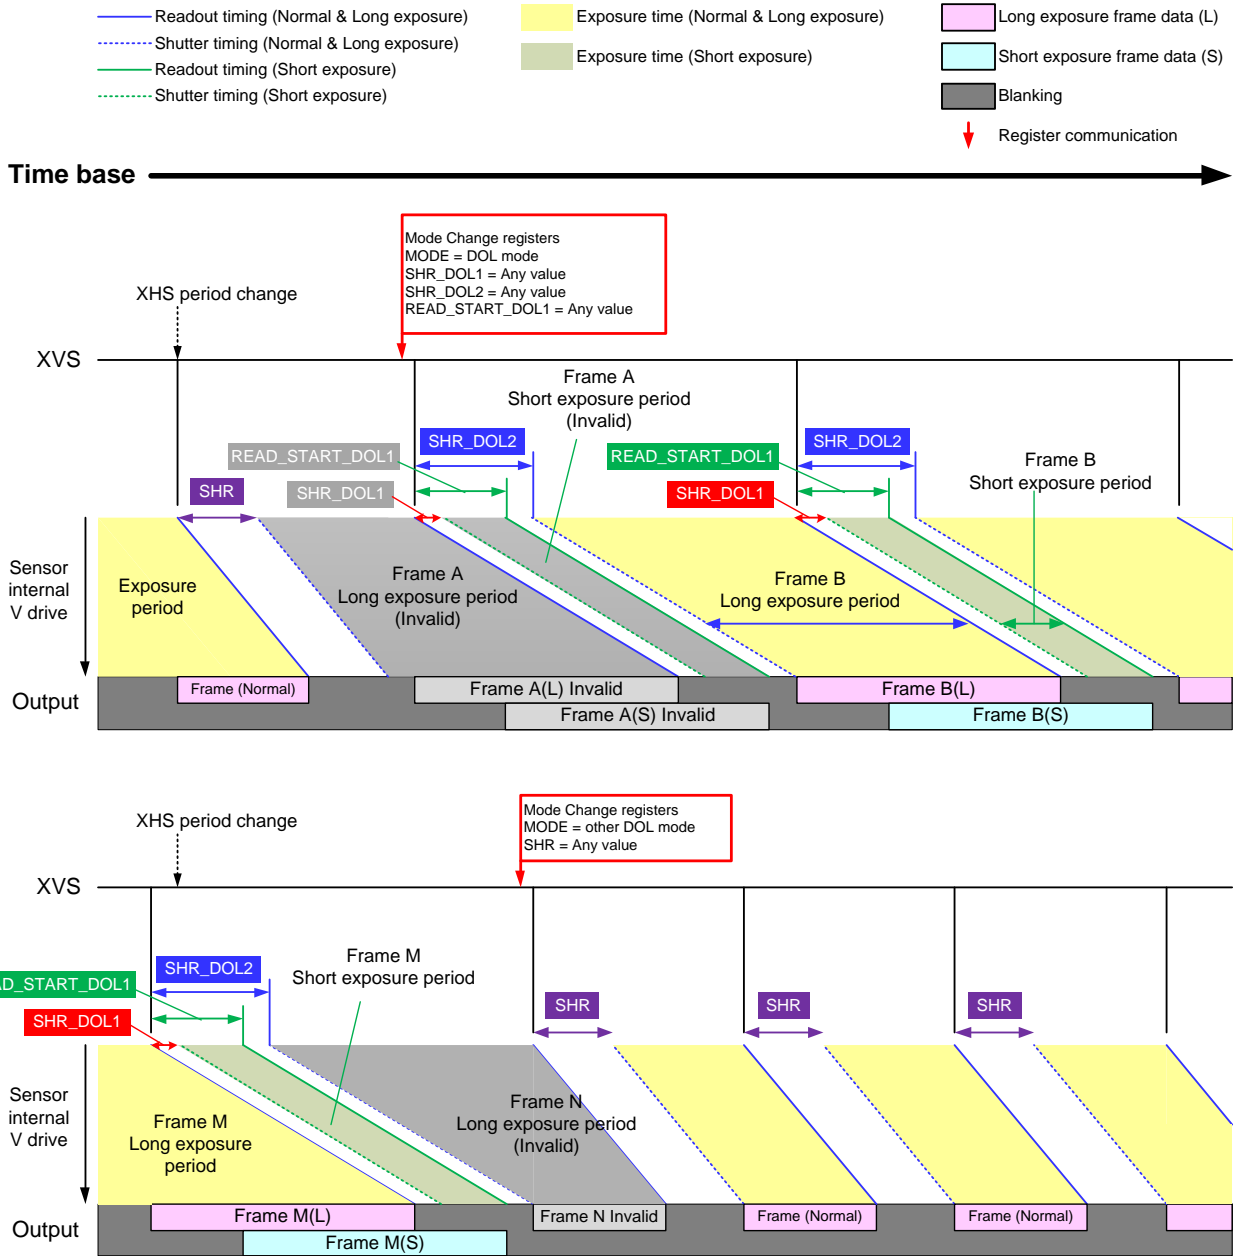 Readout timing (Normal & Long exposure)
Shutter timing (Normal & Long exposure)
Readout timing (Short exposure)
Shutter timing (Short exposure)
Exposure time (Normal & Long exposure)
Exposure time (Short exposure)
Long exposure frame data (L)
Short exposure frame data (S)
Blanking
Register communication
Time base
Mode Change registers
MODE = DOL mode
SHR_DOL1 = Any value
SHR_DOL2 = Any value
READ_START_DOL1 = Any value
XHS period change
XVS
Frame A
Short exposure period
(Invalid)
SHR_DOL2
READ_START_DOL1
SHR_DOL1
SHR
SHR_DOL2
READ_START_DOL1
SHR_DOL1
Frame B
Short exposure period
Sensor
internal
V drive
Exposure
period
Frame A
Long exposure period
(Invalid)
Frame B
Long exposure period
Output
Frame (Normal)
Frame A(L) Invalid
Frame A(S) Invalid
Frame B(L)
Frame B(S)
XHS period change
Mode Change registers
MODE = other DOL mode
SHR = Any value
XVS
SHR_DOL2
AD_START_DOL1
SHR_DOL1
Frame M
Short exposure period
SHR
SHR
SHR
Sensor
internal
V drive
Frame M
Long exposure
period
Frame N
Long exposure period
(Invalid)
Output
Frame M(L)
Frame M(S)
Frame N Invalid
Frame (Normal)
Frame (Normal)